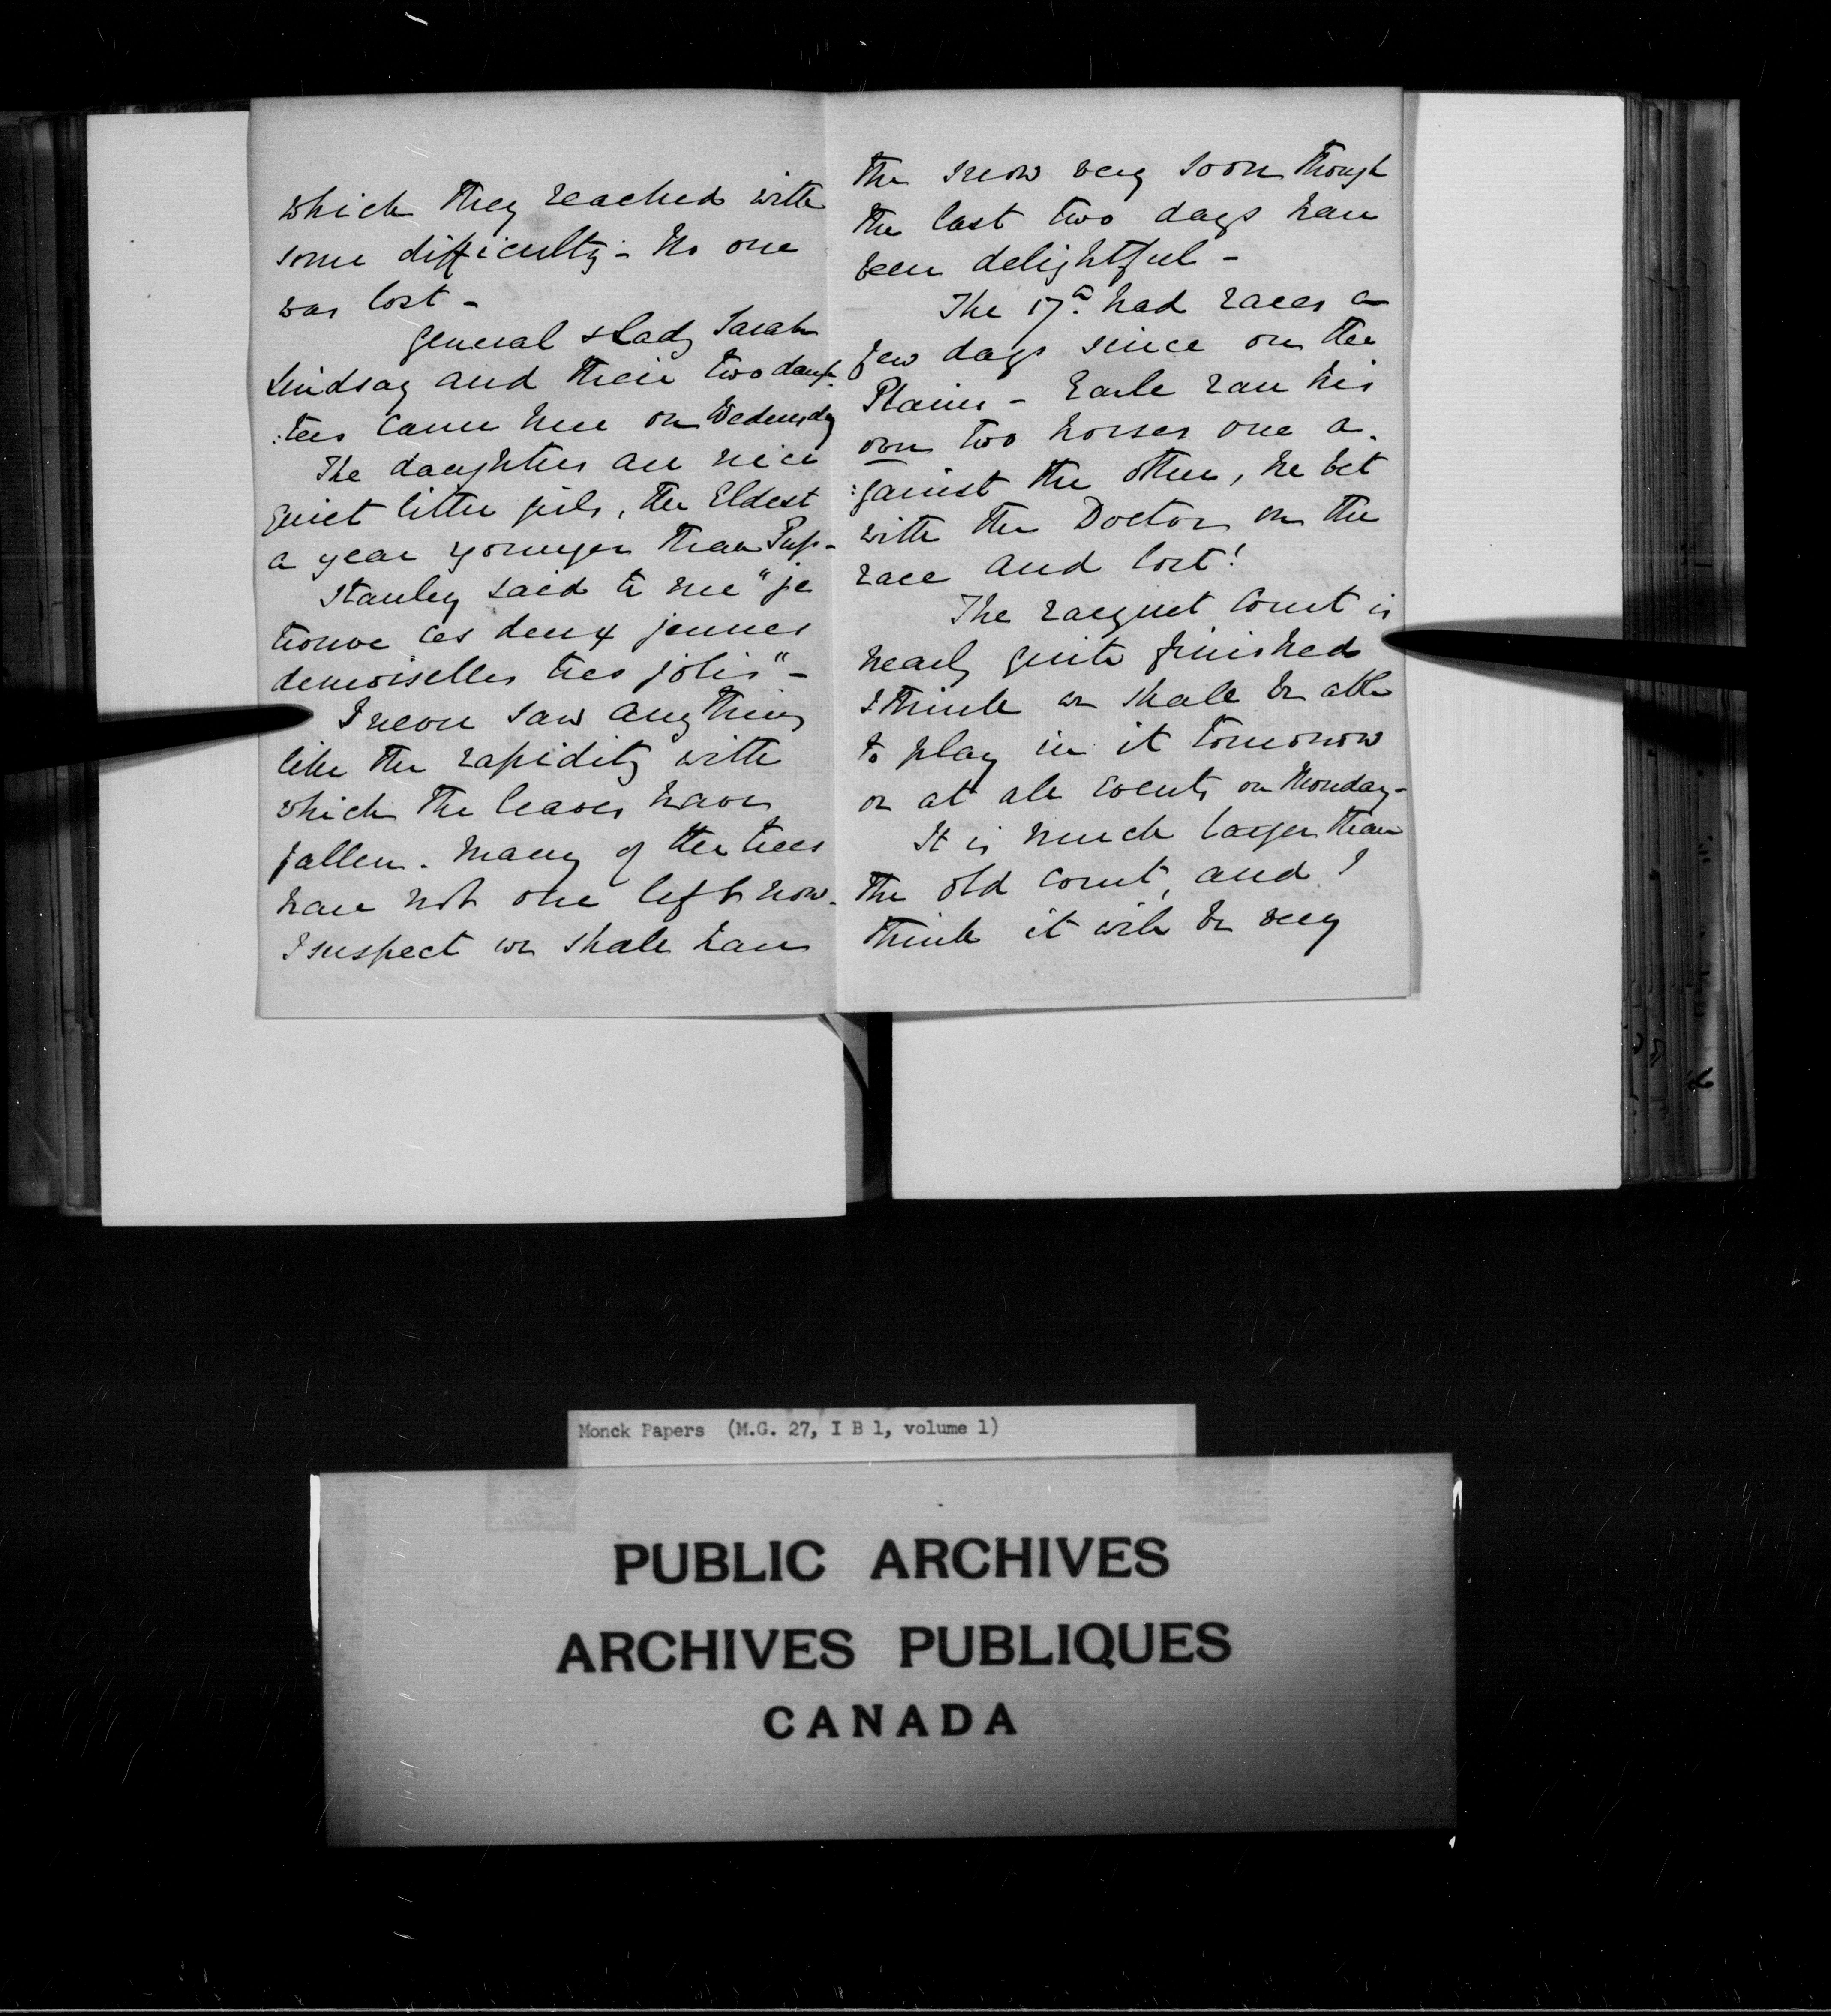 which they reached with
some difficulty - No one
was lost -
General & Lady Sarah
Lindsay and their two daugh
:ters came here on Wednesday
The daughters are nice
quiet little girls, the Eldest
a year younger than Puss -
Stanley said to me "je
trouve ces deux jeunes
demoiselles tres jolis" -
I never saw any thing
like the rapidity with
which the leaves have
fallen. Many of the trees
have not one left now.
I suspect we shall have
the snow very soon though
the last two days have
been delightful -
The 17th. had races a
few days since on the
Plains - Earle ran his
own two horses one a
:gainst the other, he bet
with the Doctor on the
race and lost!
The racquet Court is
nearly quite finished
I think we shall be able
to play in it tomorrow
or at all events on Monday -
It is much larger than
the old court, and I
think it will be very
Monck Papers (M.G. 27, I B 1, volume 1)
PUBLIC ARCHIVES
ARCHIVES PUBLIQUES
CANADA